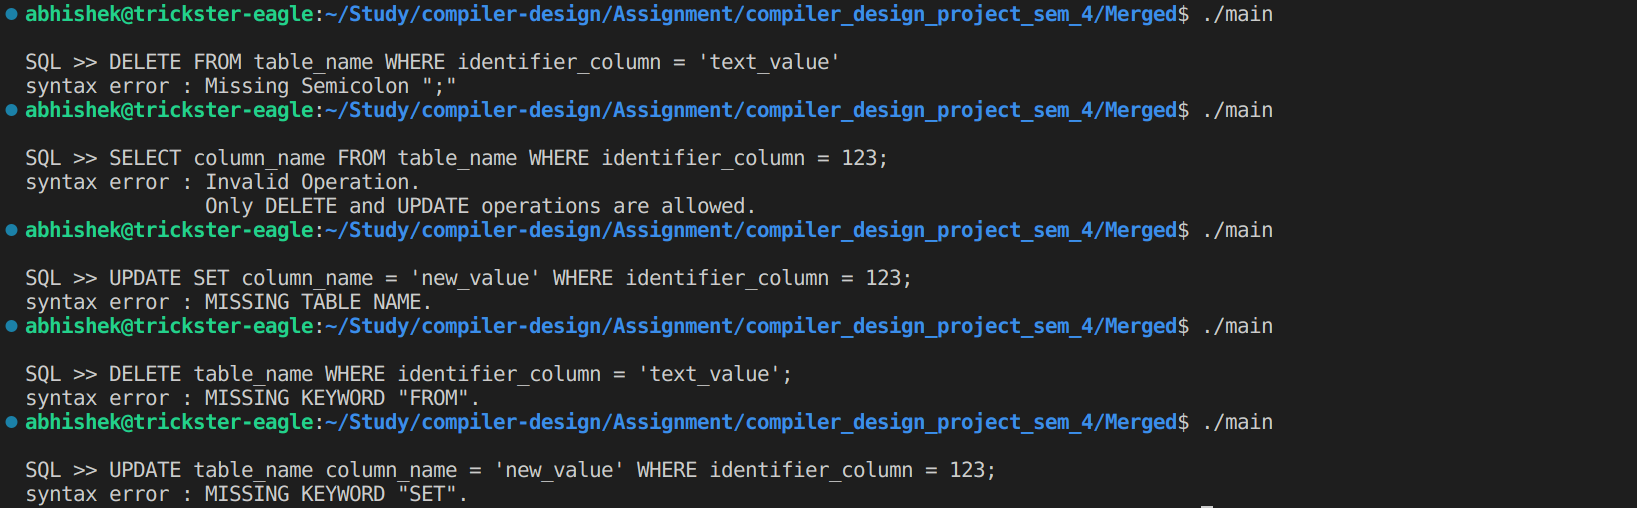 abhishek@trickster-eagle:~/Study/compiler-design/Assignment/compiler_design_project_sem_4/Merged$ ./main
SQL >> DELETE FROM table_name WHERE identifier_column = 'text_value'
syntax error : Missing Semicolon ";"
abhishek@trickster-eagle:~/Study/compiler-design/Assignment/compiler_design_project_sem_4/Merged$ ./main
SQL >> SELECT column_name FROM table_name WHERE identifier_column = 123;
syntax error : Invalid Operation.
Only DELETE and UPDATE operations are allowed.
abhishek@trickster-eagle:~/Study/compiler-design/Assignment/compiler_design_project_sem_4/Merged$ ./main
SQL >> UPDATE SET column_name = 'new_value' WHERE identifier_column = 123;
syntax error : MISSING TABLE NAME.
abhishek@trickster-eagle:~/Study/compiler-design/Assignment/compiler_design_project_sem_4/Merged$ ./main
SQL >> DELETE table_name WHERE identifier_column = 'text_value';
syntax error : MISSING KEYWORD "FROM".
abhishek@trickster-eagle:~/Study/compiler-design/Assignment/compiler_design_project_sem_4/Merged$ ./main
SQL >> UPDATE table_name column_name = 'new_value' WHERE identifier_column = 123;
syntax error : MISSING KEYWORD "SET".